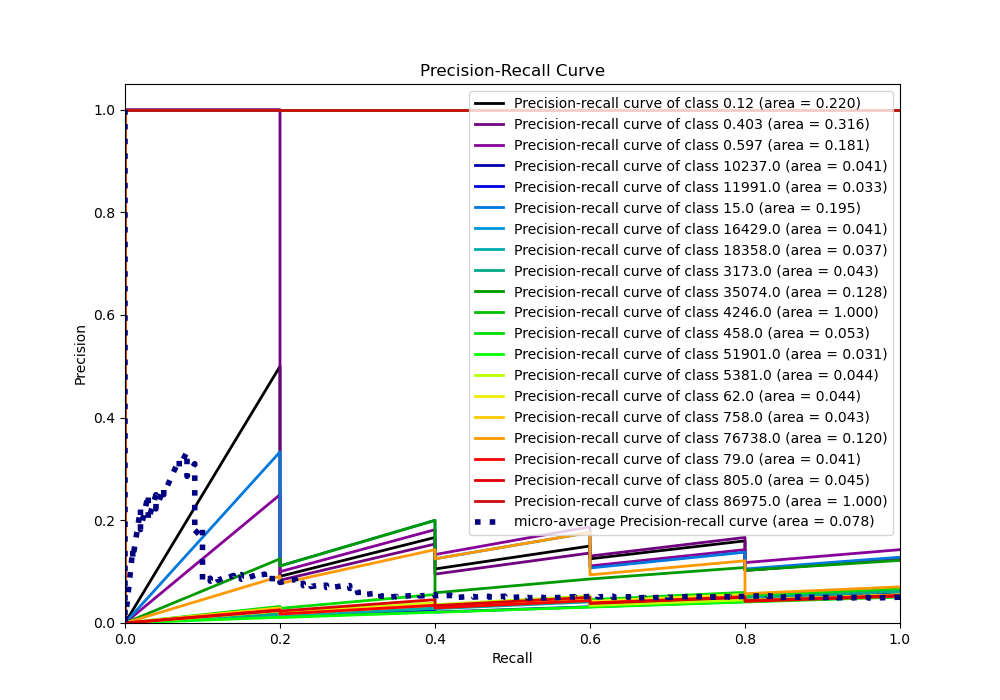 Precision-Recall Curve
1.0
0.8
0.6
0.4
0.2
0.0
Precision
Precision-recall curve of class 0.12 (area = 0.220)
Precision-recall curve of class 0.403 (area = 0.316)
Precision-recall curve of class 0.597 (area = 0.181)
Precision-recall curve of class 10237.0 (area = 0.041)
Precision-recall curve of class 11991.0 (area = 0.033)
Precision-recall curve of class 15.0 (area = 0.195)
Precision-recall curve of class 16429.0 (area = 0.041)
Precision-recall curve of class 18358.0 (area = 0.037)
Precision-recall curve of class 3173.0 (area = 0.043)
Precision-recall curve of class 35074.0 (area = 0.128)
Precision-recall curve of class 4246.0 (area = 1.000)
Precision-recall curve of class 458.0 (area = 0.053)
Precision-recall curve of class 51901.0 (area = 0.031)
Precision-recall curve of class 5381.0 (area = 0.044)
Precision-recall curve of class 62.0 (area = 0.044)
Precision-recall curve of class 758.0 (area = 0.043)
Precision-recall curve of class 76738.0 (area = 0.120)
Precision-recall curve of class 79.0 (area = 0.041)
Precision-recall curve of class 805.0 (area = 0.045)
Precision-recall curve of class 86975.0 (area = 1.000)
micro-average Precision-recall curve (area = 0.078)
0.0 0.2 0.4 0.6 0.8 1.0
Recall